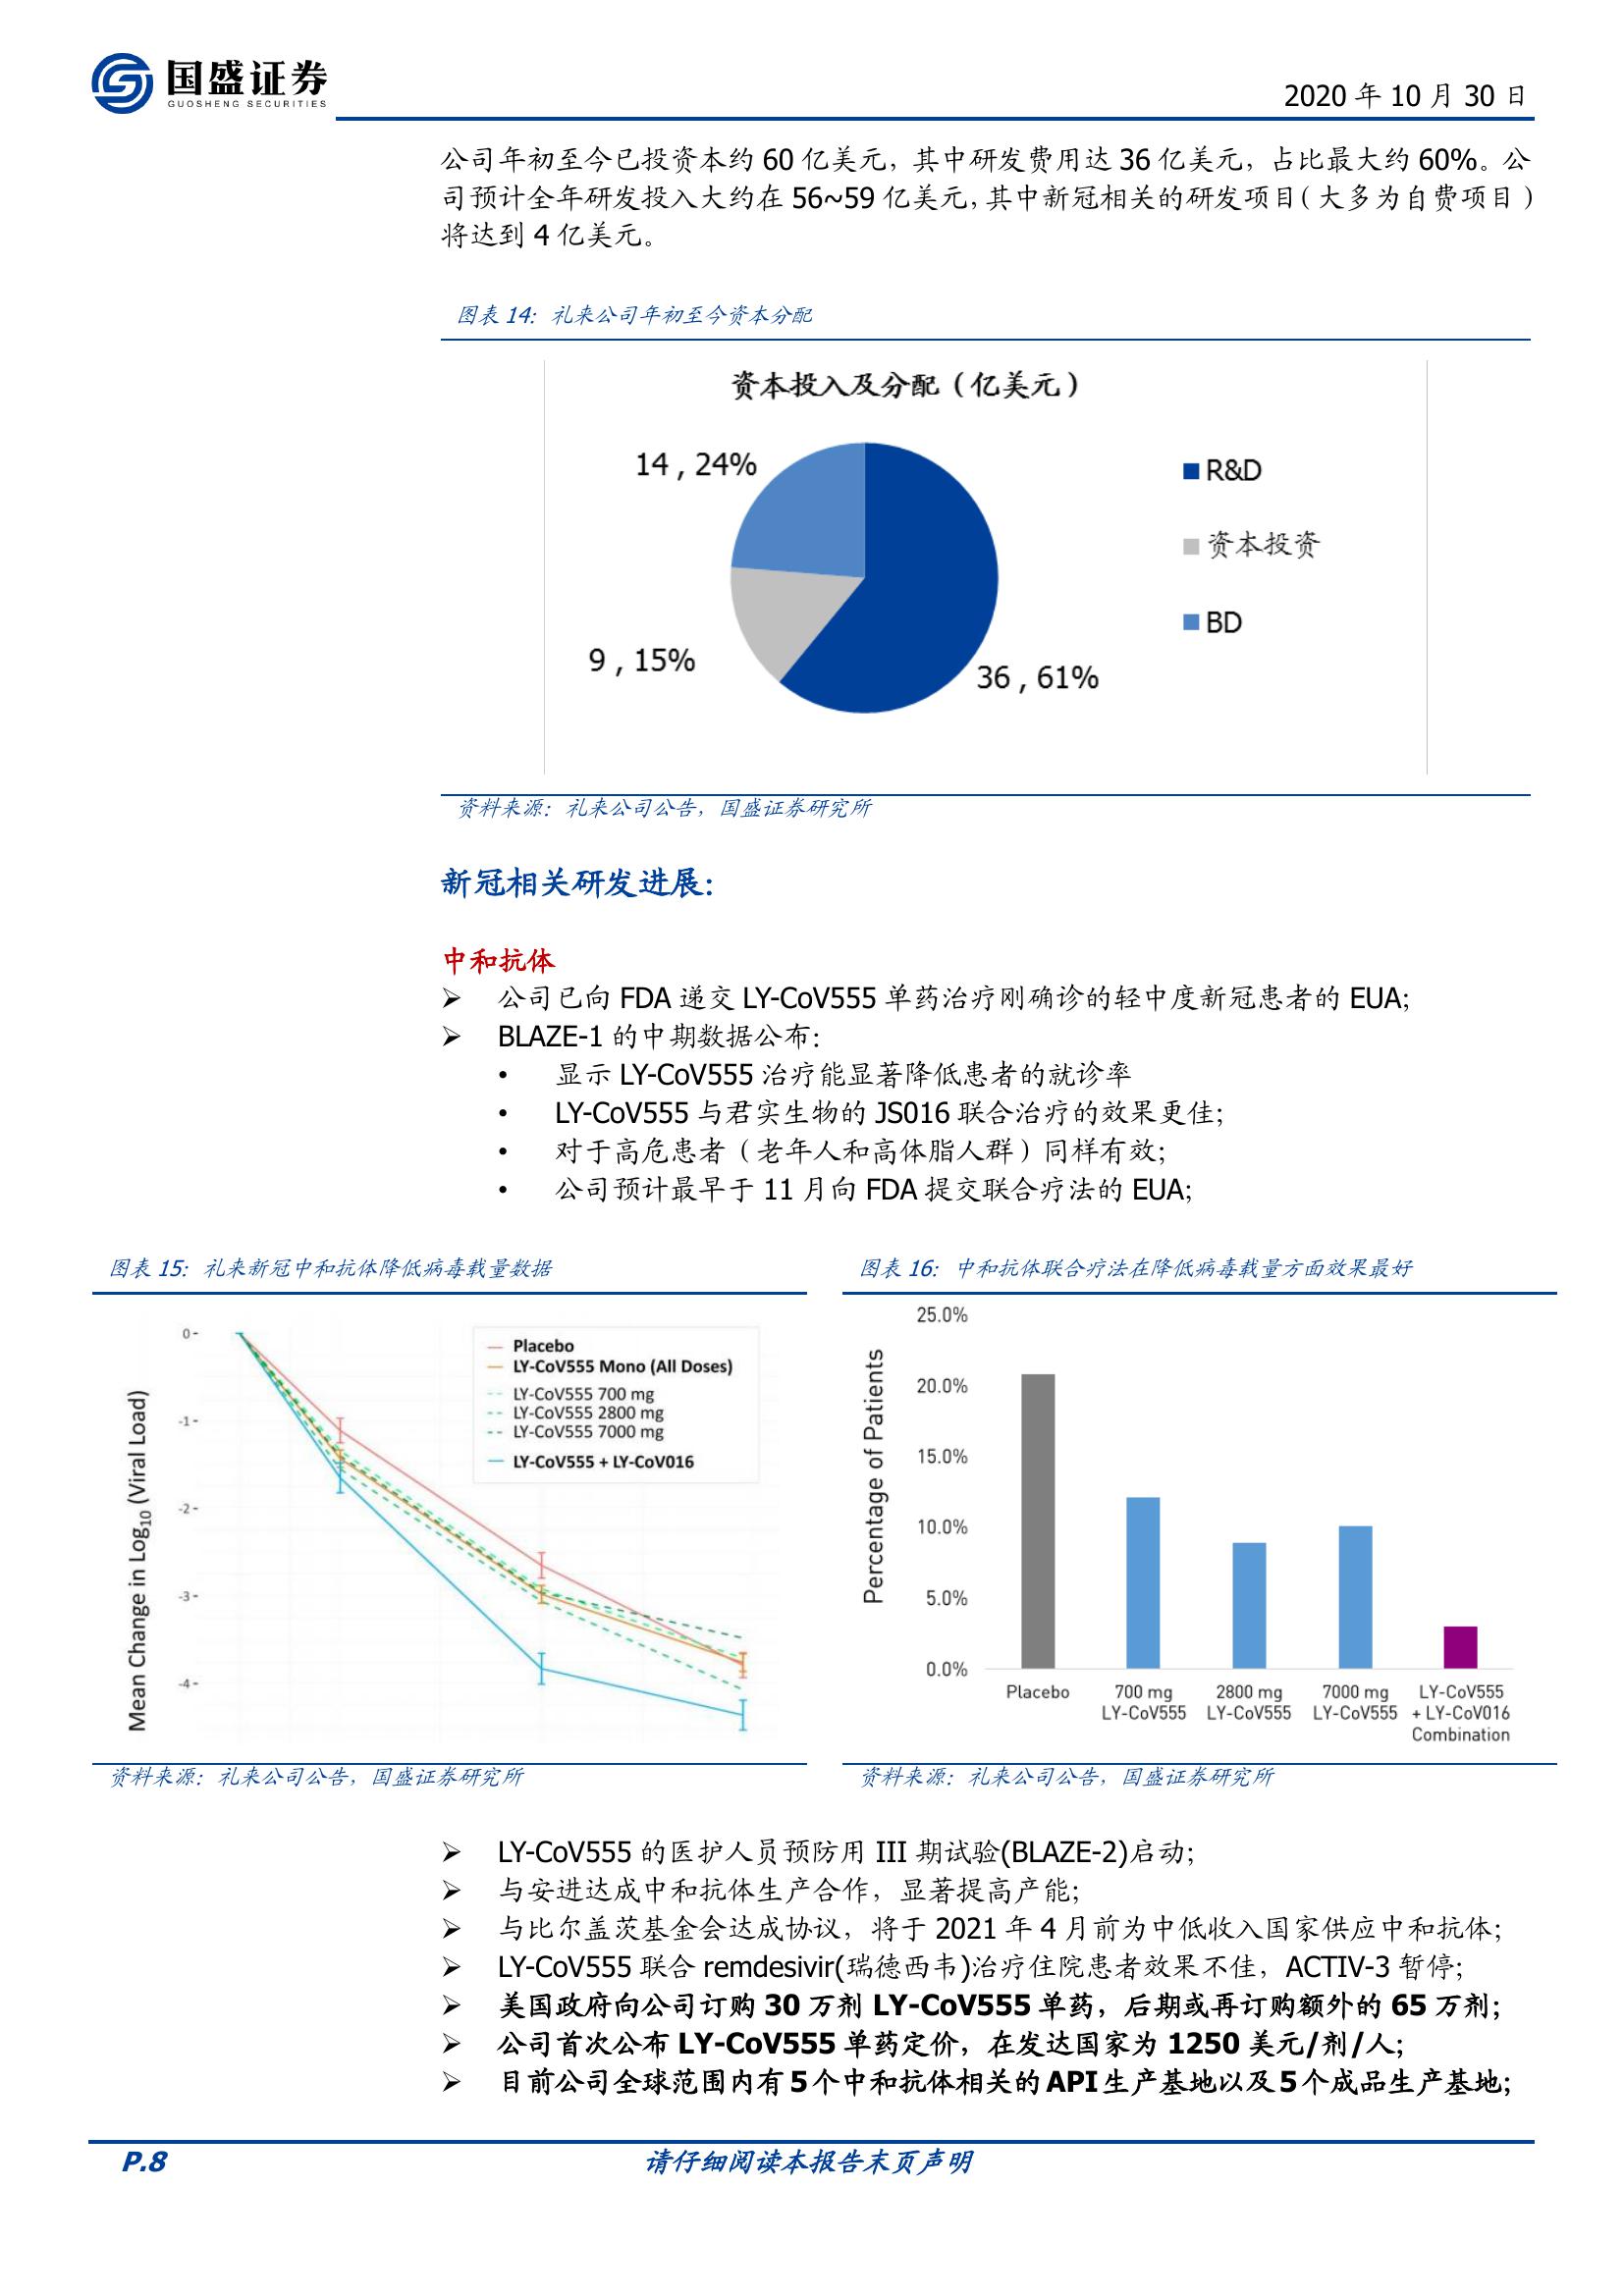 国盛证券
GUOSHENG SECURITIES
2020 年 10 月 30 日
公司年初至今已投资本约 60 亿美元，其中研发费用达 36 亿美元，占比最大约 60%。公
司预计全年研发投入大约在 56~59 亿美元，其中新冠相关的研发项目（大多为自费项目）
将达到 4 亿美元。
图表 14：礼来公司年初至今资本分配
资本投入及分配（亿美元）
14 , 24%
9 , 15%
36 , 61%
R&D
资本投资
BD
资料来源：礼来公司公告，国盛证券研究所
新冠相关研发进展：
中和抗体
➢ 公司已向 FDA 递交 LY-CoV555 单药治疗刚确诊的轻中度新冠患者的 EUA；
➢ BLAZE-1 的中期数据公布：
• 显示 LY-CoV555 治疗能显著降低患者的就诊率
• LY-CoV555 与君实生物的 JS016 联合治疗的效果更佳；
• 对于高危患者（老年人和高体脂人群）同样有效；
• 公司预计最早于 11 月向 FDA 提交联合疗法的 EUA；
图表 15：礼来新冠中和抗体降低病毒载量数据
Mean Change in Log10 (Viral Load)
0
-1
-2
-3
-4
Placebo
LY-CoV555 Mono (All Doses)
LY-CoV555 700 mg
LY-CoV555 2800 mg
LY-CoV555 7000 mg
LY-CoV555 + LY-CoV016
资料来源：礼来公司公告，国盛证券研究所
图表 16：中和抗体联合疗法在降低病毒载量方面效果最好
Percentage of Patients
25.0%
20.0%
15.0%
10.0%
5.0%
0.0%
Placebo
700 mg
LY-CoV555
2800 mg
LY-CoV555
7000 mg
LY-CoV555
LY-CoV555
+ LY-CoV016
Combination
资料来源：礼来公司公告，国盛证券研究所
➢ LY-CoV555 的医护人员预防用 III 期试验(BLAZE-2)启动；
➢ 与安进达成中和抗体生产合作，显著提高产能；
➢ 与比尔盖茨基金会达成协议，将于 2021 年 4 月前为中低收入国家供应中和抗体；
➢ LY-CoV555 联合 remdesivir(瑞德西韦)治疗住院患者效果不佳，ACTIV-3 暂停；
➢ 美国政府向公司订购 30 万剂 LY-CoV555 单药，后期或再订购额外的 65 万剂；
➢ 公司首次公布 LY-CoV555 单药定价，在发达国家为 1250 美元/剂/人；
➢ 目前公司全球范围内有 5 个中和抗体相关的 API 生产基地以及 5 个成品生产基地；
P.8
请仔细阅读本报告末页声明